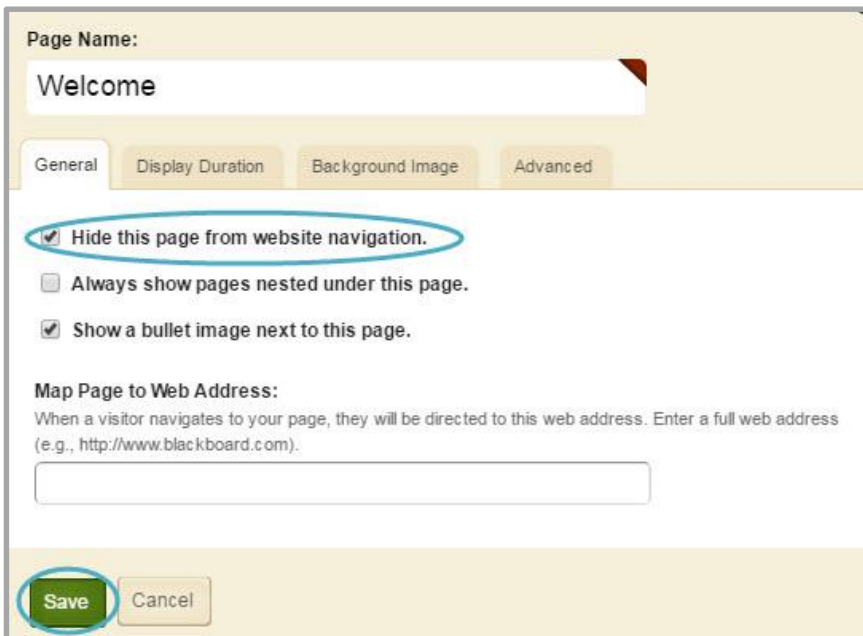 Page Name:
Welcome
General Display Duration Background Image Advanced
Hide this page from website navigation.
Always show pages nested under this page.
Show a bullet image next to this page.
Map Page to Web Address:
When a visitor navigates to your page, they will be directed to this web address. Enter a full web address
(e.g., http://www.blackboard.com).
Save Cancel